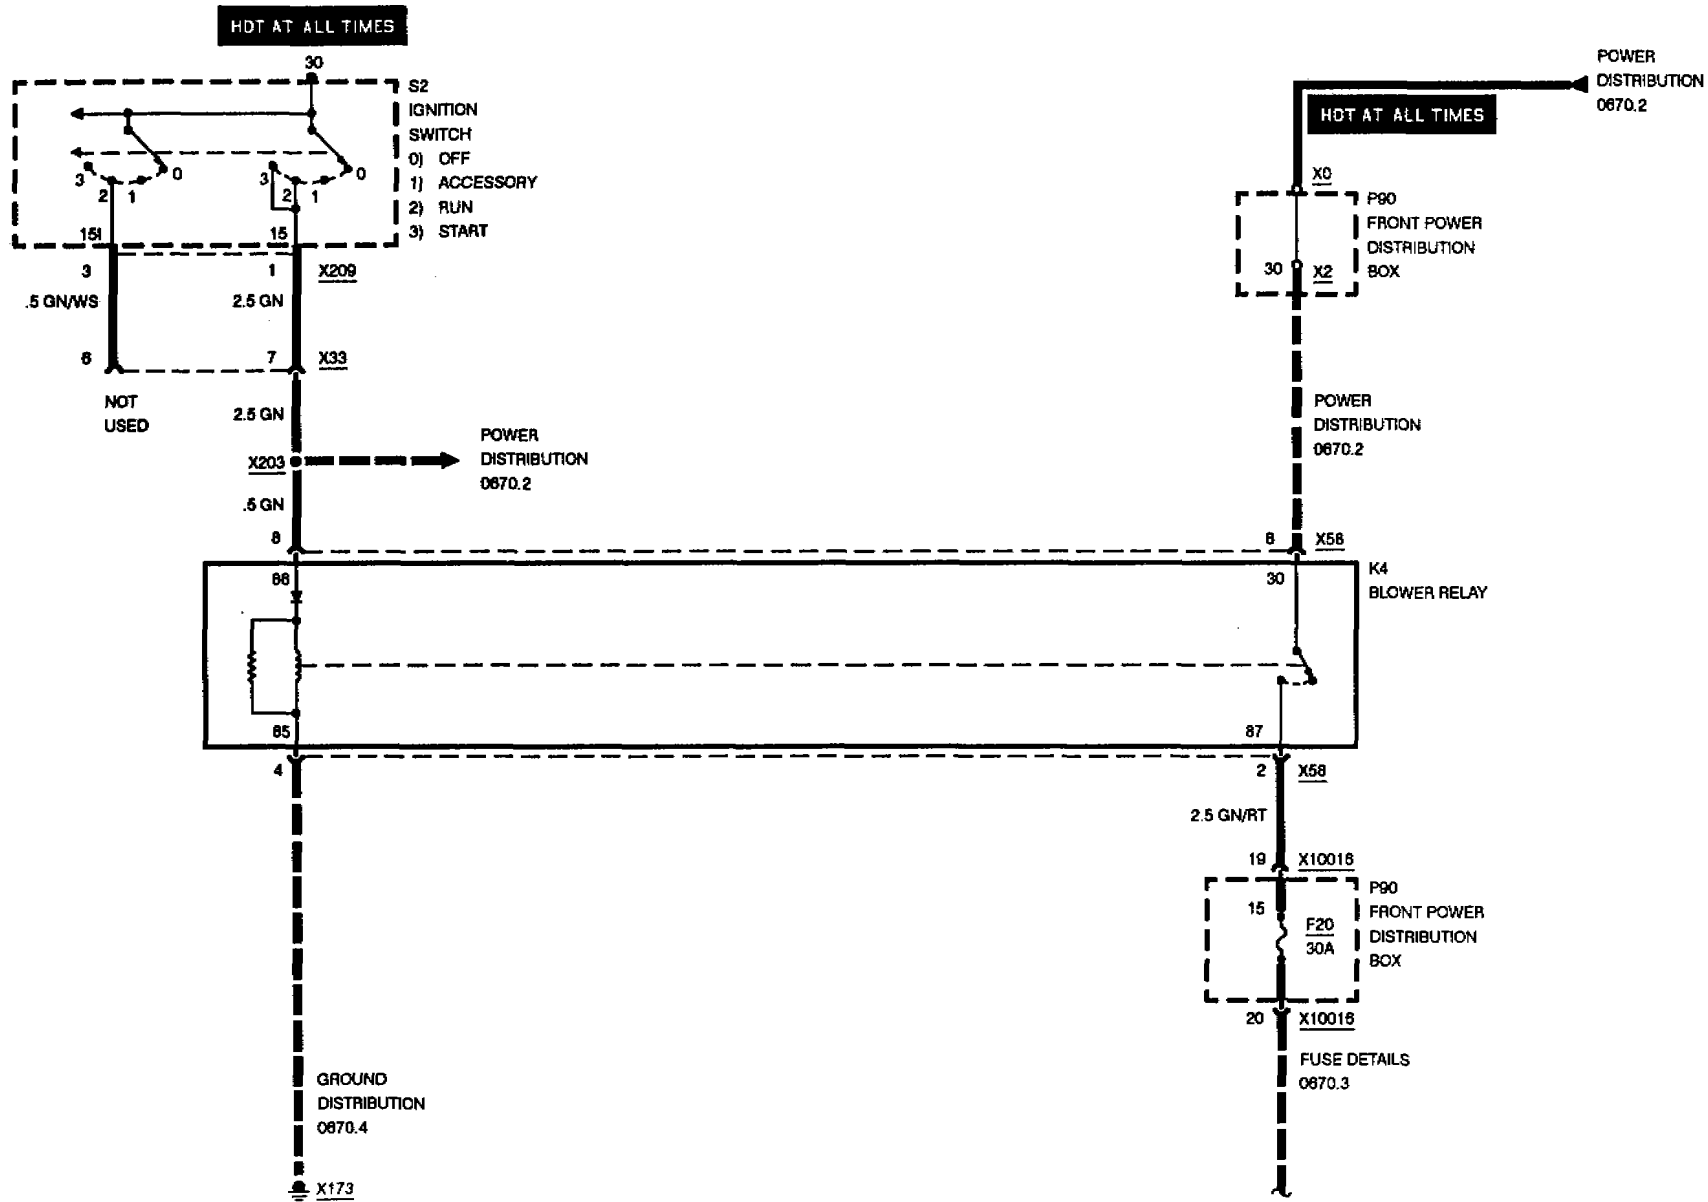 HOT AT ALL TIMES
30
S2
IGNITION
SWITCH
0) OFF
1) ACCESSORY
2) RUN
3) START
3
2
1
0
3
2
1
0
15I
15
3
1
X209
.5 GN/WS
2.5 GN
6
7
X33
NOT
USED
2.5 GN
X203
POWER
DISTRIBUTION
0670.2
.5 GN
8
POWER
DISTRIBUTION
0670.2
HOT AT ALL TIMES
X0
P90
FRONT POWER
DISTRIBUTION
BOX
30
X2
POWER
DISTRIBUTION
0670.2
6
X58
K4
BLOWER RELAY
86
30
85
87
4
2
X58
2.5 GN/RT
19
X10016
P90
FRONT POWER
DISTRIBUTION
BOX
15
F20
30A
20
X10016
FUSE DETAILS
0670.3
GROUND
DISTRIBUTION
0670.4
X173